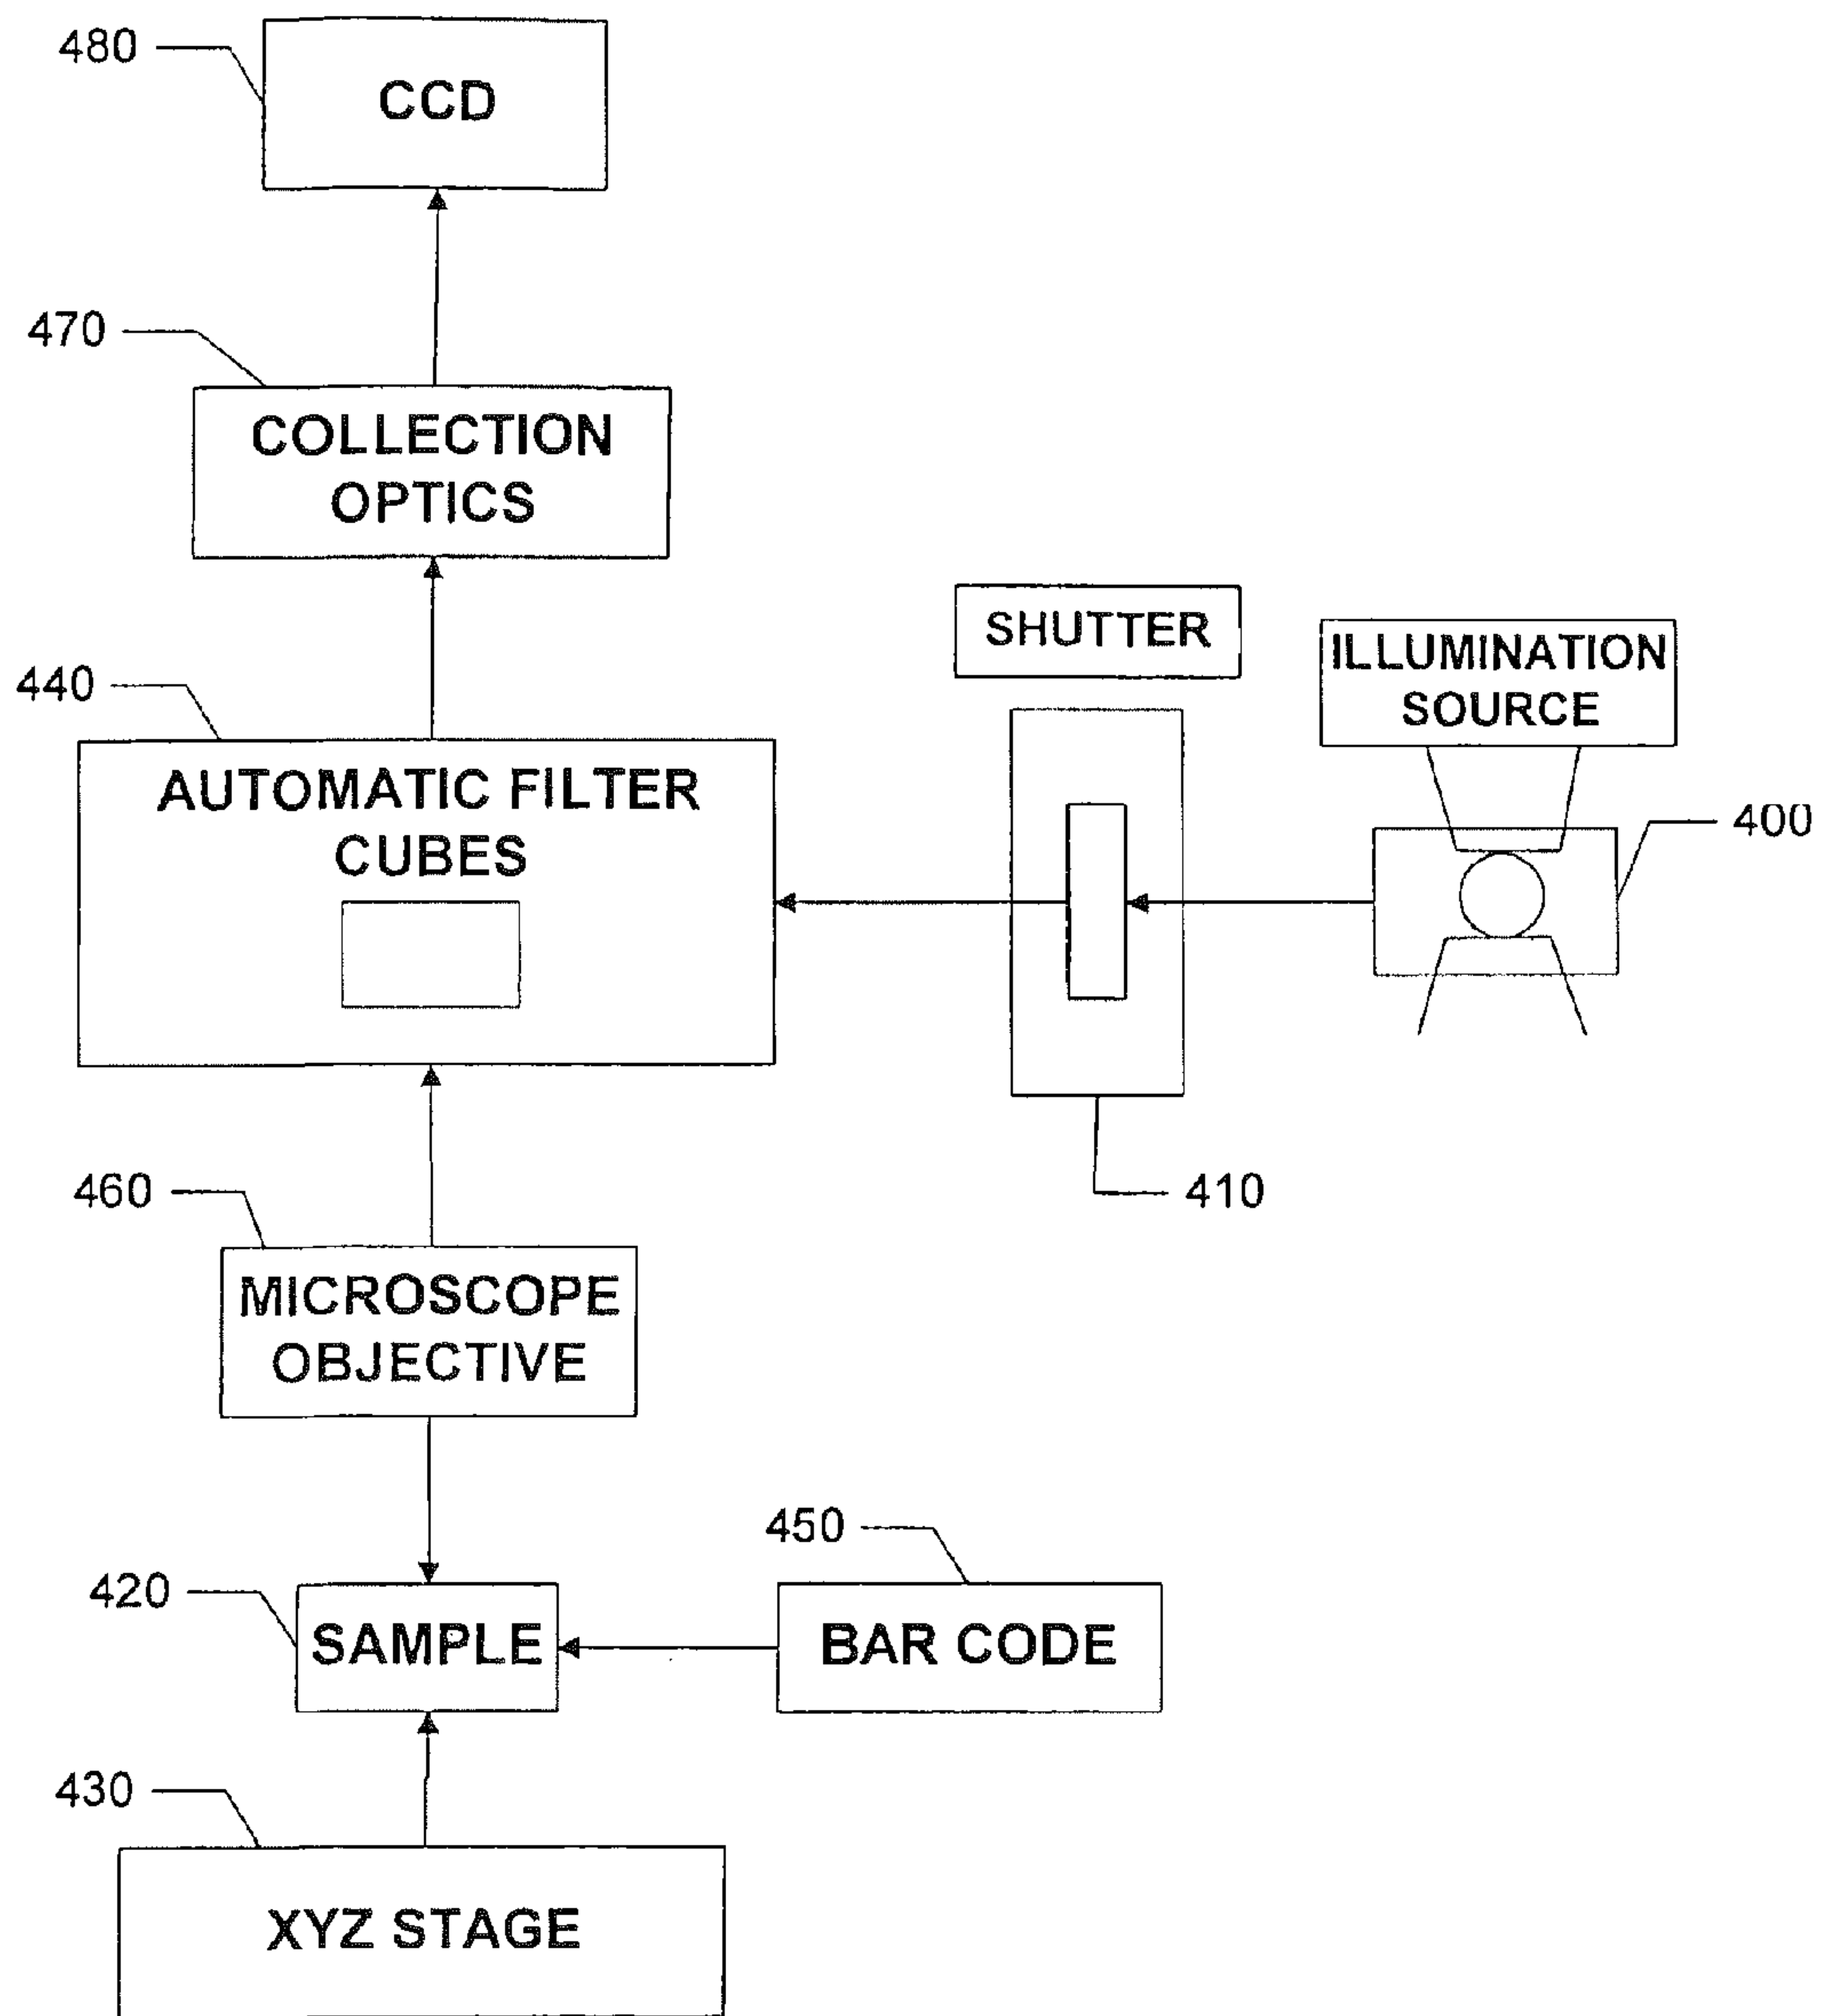 480
CCD
470
COLLECTION
OPTICS
SHUTTER
ILLUMINATION
SOURCE
440
AUTOMATIC FILTER
CUBES
400
460
410
MICROSCOPE
OBJECTIVE
450
420
SAMPLE
BAR CODE
430
XYZ STAGE